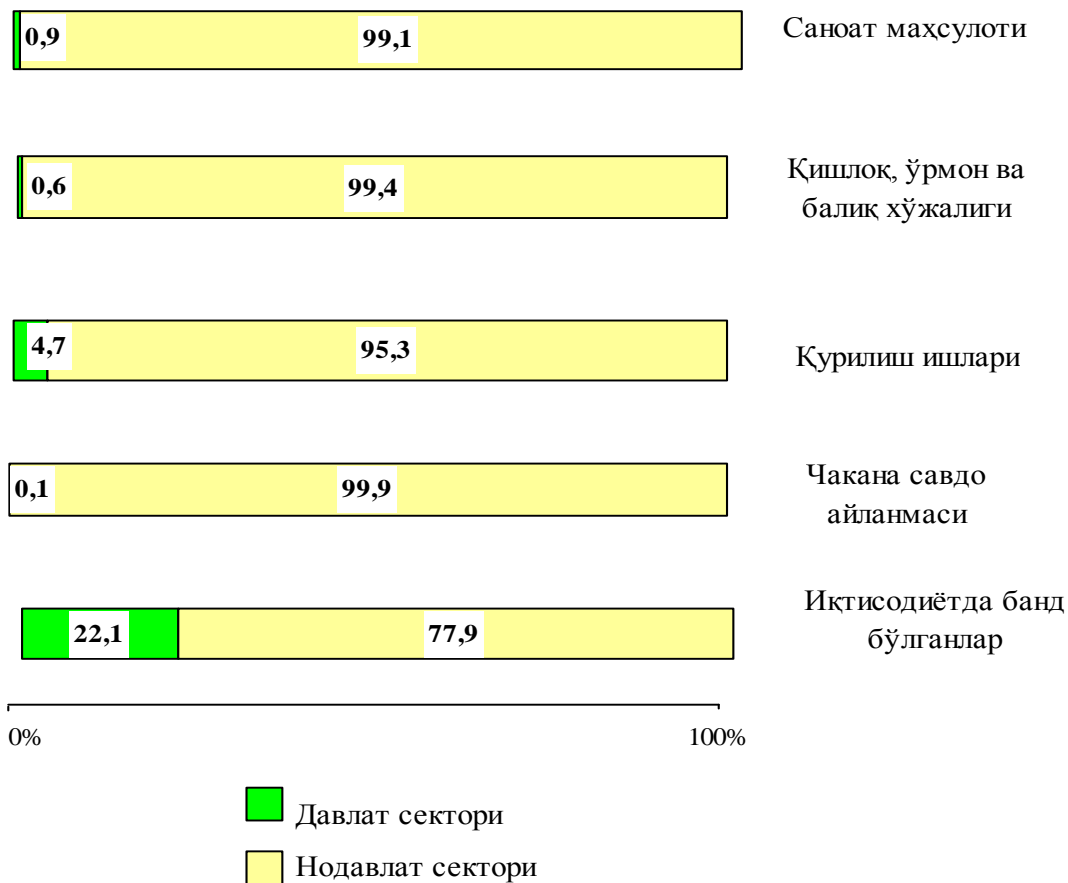 0,9 99,1 Саноат маҳсулоти
0,6 99,4 Қишлоқ, ўрмон ва
балиқ хўжалиги
4,7 95,3 Қурилиш ишлари
0,1 99,9 Чакана савдо
айланмаси
22,1 77,9 Иқтисодиётда банд
бўлганлар
0% 100%
Давлат сектори
Нодавлат сектори